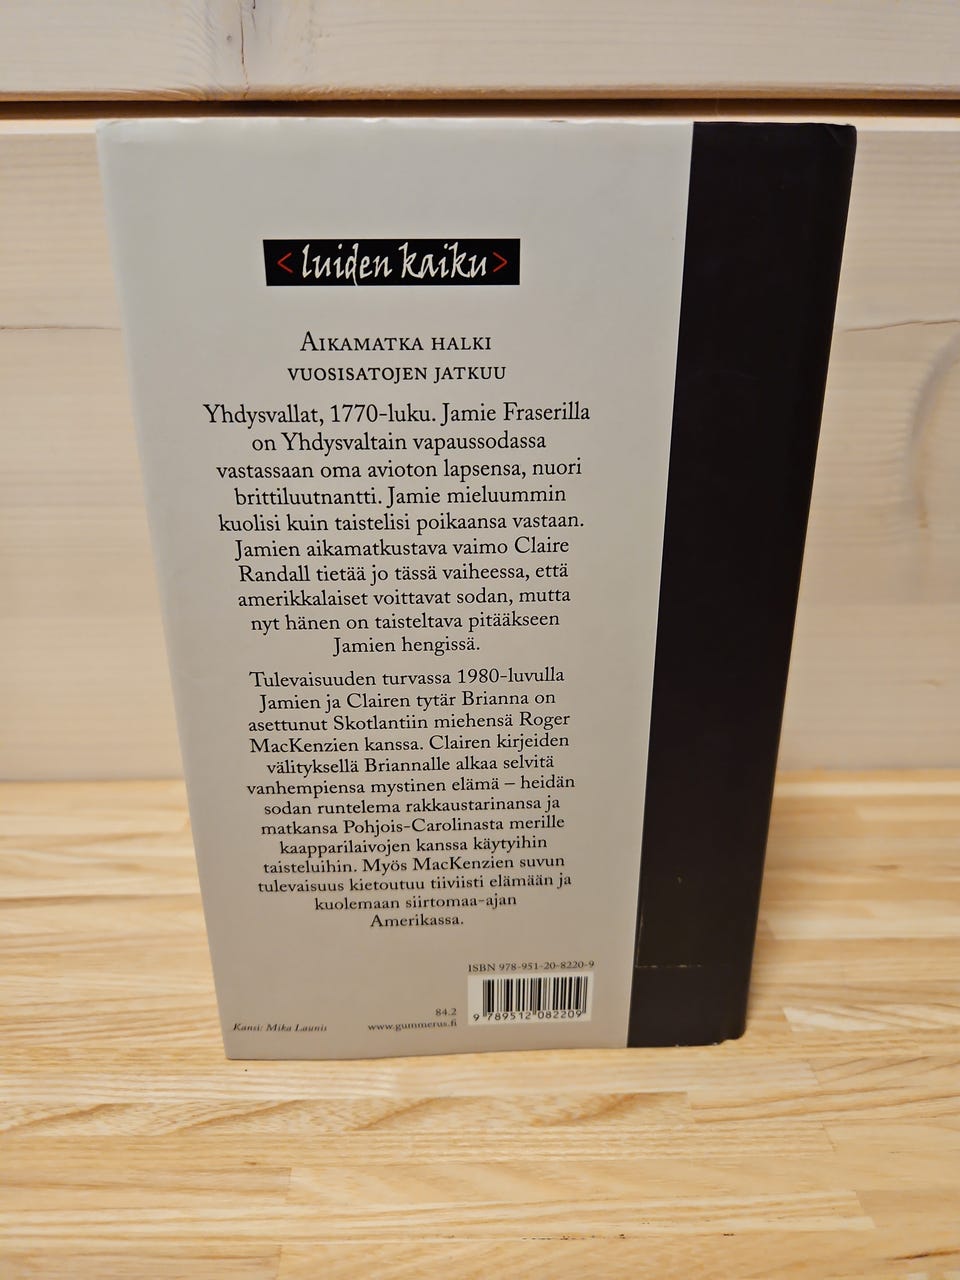 < luiden kaiku >
AIKAMATKA HALKI
VUOSISATOJEN JATKUU
Yhdysvallat, 1770-luku. Jamie Fraserilla
on Yhdysvaltain vapaussodassa
vastassaan oma avioton lapsensa, nuori
brittiluutnantti. Jamie mieluummin
kuolisi kuin taistelisi poikaansa vastaan.
Jamien aikamatkustava vaimo Claire
Randall tietää jo tässä vaiheessa, että
amerikkalaiset voittavat sodan, mutta
nyt hänen on taisteltava pitääkseen
Jamien hengissä.
Tulevaisuuden turvassa 1980-luvulla
Jamien ja Clairen tytär Brianna on
asettunut Skotlantiin miehensä Roger
MacKenzien kanssa. Clairen kirjeiden
välityksellä Briannalle alkaa selvitä
vanhempiensa mystinen elämä – heidän
sodan runtelema rakkaustarinansa ja
matkansa Pohjois-Carolinasta merille
kaapparilaivojen kanssa käytyihin
taisteluihin. Myös MacKenzien suvun
tulevaisuus kietoutuu tiiviisti elämään ja
kuolemaan siirtomaa-ajan
Amerikassa.
ISBN 978-951-20-8220-9
84.2
www.gummerus.fi
9 789512 082209
Kansi: Mika Launis